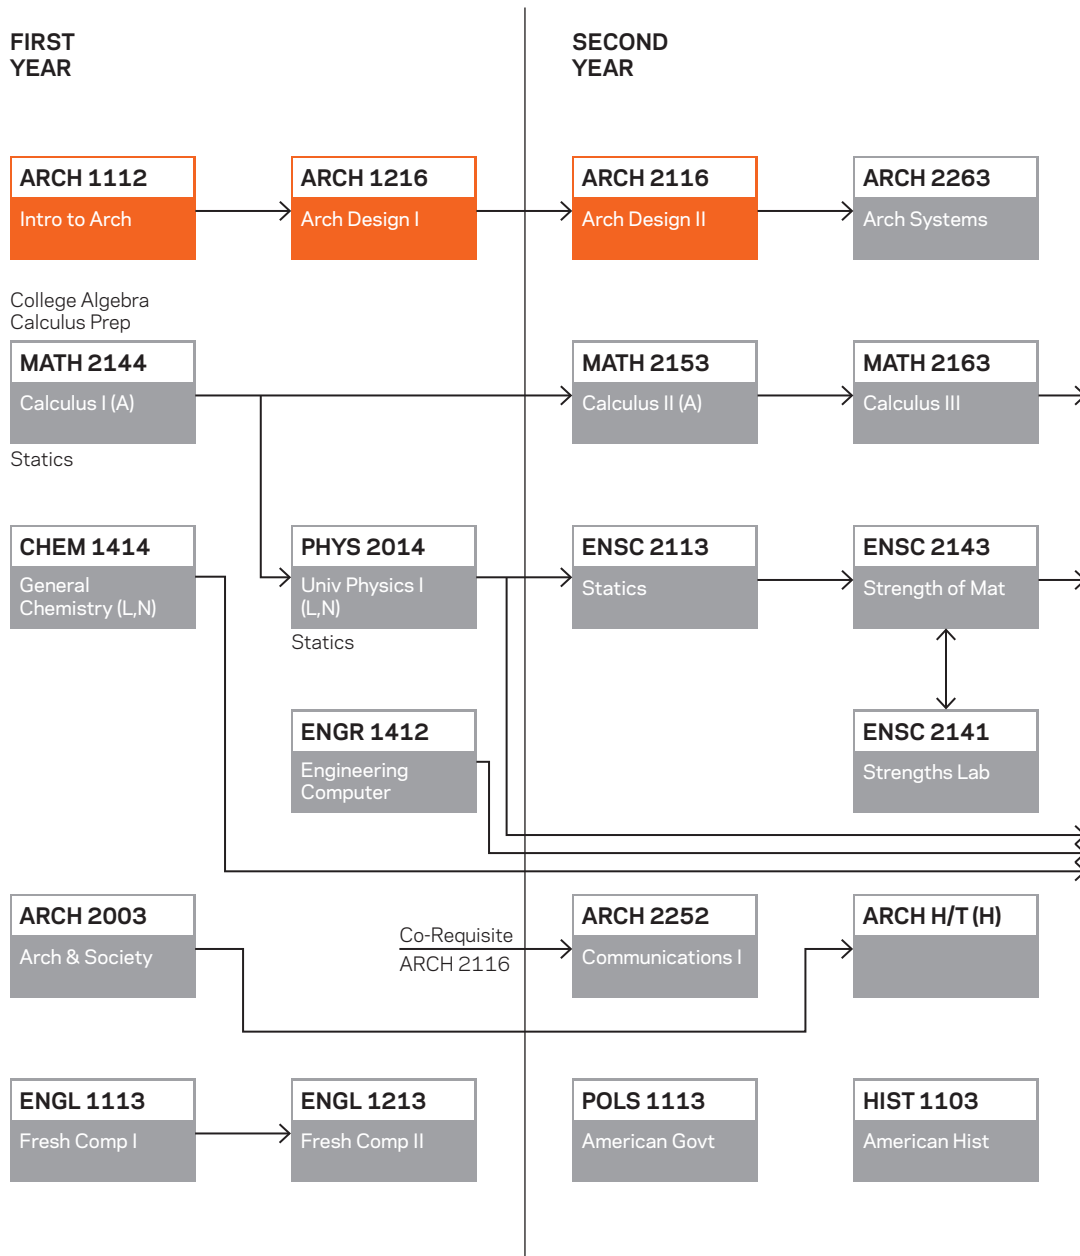 FIRST
YEAR
SECOND
YEAR
ARCH 1112
Intro to Arch
ARCH 1216
Arch Design I
ARCH 2116
Arch Design II
ARCH 2263
Arch Systems
College Algebra
Calculus Prep
MATH 2144
Calculus I (A)
Statics
MATH 2153
Calculus II (A)
MATH 2163
Calculus III
CHEM 1414
General
Chemistry (L,N)
PHYS 2014
Univ Physics I
(L,N)
Statics
ENSC 2113
Statics
ENSC 2143
Strength of Mat
ENGR 1412
Engineering
Computer
ENSC 2141
Strengths Lab
ARCH 2003
Arch & Society
Co-Requisite
ARCH 2116
ARCH 2252
Communications I
ARCH H/T (H)
ENGL 1113
Fresh Comp I
ENGL 1213
Fresh Comp II
POLS 1113
American Govt
HIST 1103
American Hist